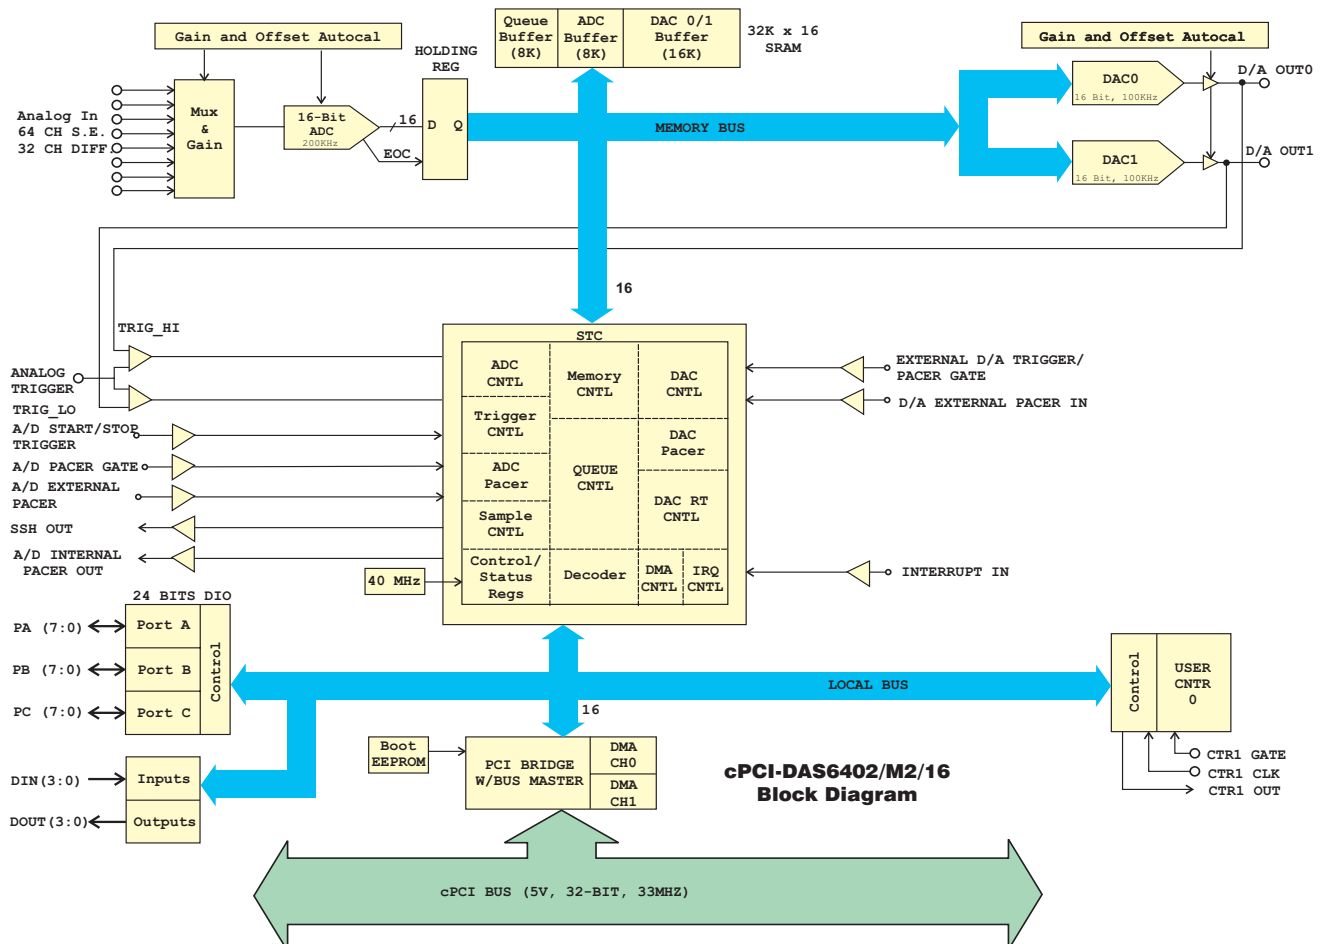 Gain and Offset Autocal
HOLDING
REG
Queue
Buffer
(8K)
ADC
Buffer
(8K)
DAC 0/1
Buffer
(16K)
32K x 16
SRAM
Gain and Offset Autocal
Analog In
64 CH S.E.
32 CH DIFF.
Mux
&
Gain
16-Bit
ADC
200KHz
16
EOC
D Q
MEMORY BUS
DAC0
16 Bit, 100KHz
D/A OUT0
DAC1
16 Bit, 100KHz
D/A OUT1
16
TRIG_HI
ANALOG
TRIGGER
TRIG_LO
A/D START/STOP
TRIGGER
A/D PACER GATE
A/D EXTERNAL
PACER
SSH OUT
A/D INTERNAL
PACER OUT
40 MHz
STC
ADC
CNTL
Memory
CNTL
DAC
CNTL
Trigger
CNTL
DAC
Pacer
ADC
Pacer
QUEUE
CNTL
DAC RT
CNTL
Sample
CNTL
Control/
Status
Regs
Decoder
DMA
CNTL
IRQ
CNTL
EXTERNAL D/A TRIGGER/
PACER GATE
D/A EXTERNAL PACER IN
INTERRUPT IN
24 BITS DIO
PA (7:0)
Port A
PB (7:0)
Port B
PC (7:0)
Port C
Control
LOCAL BUS
16
Control
USER
CNTR
0
CTR1 GATE
CTR1 CLK
CTR1 OUT
DIN(3:0)
Inputs
DOUT(3:0)
Outputs
Boot
EEPROM
PCI BRIDGE
W/BUS MASTER
DMA
CH0
DMA
CH1
cPCI-DAS6402/M2/16
Block Diagram
cPCI BUS (5V, 32-BIT, 33MHZ)